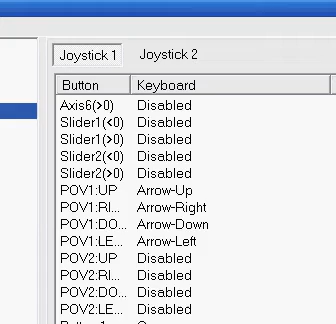 Joystick 1 Joystick 2
Button Keyboard
Axis6(>0) Disabled
Slider1(<0) Disabled
Slider1(>0) Disabled
Slider2(<0) Disabled
Slider2(>0) Disabled
POV1:UP Arrow-Up
POV1:RI... Arrow-Right
POV1:DO... Arrow-Down
POV1:LE... Arrow-Left
POV2:UP Disabled
POV2:RI... Disabled
POV2:DO... Disabled
POV2:LE... Disabled